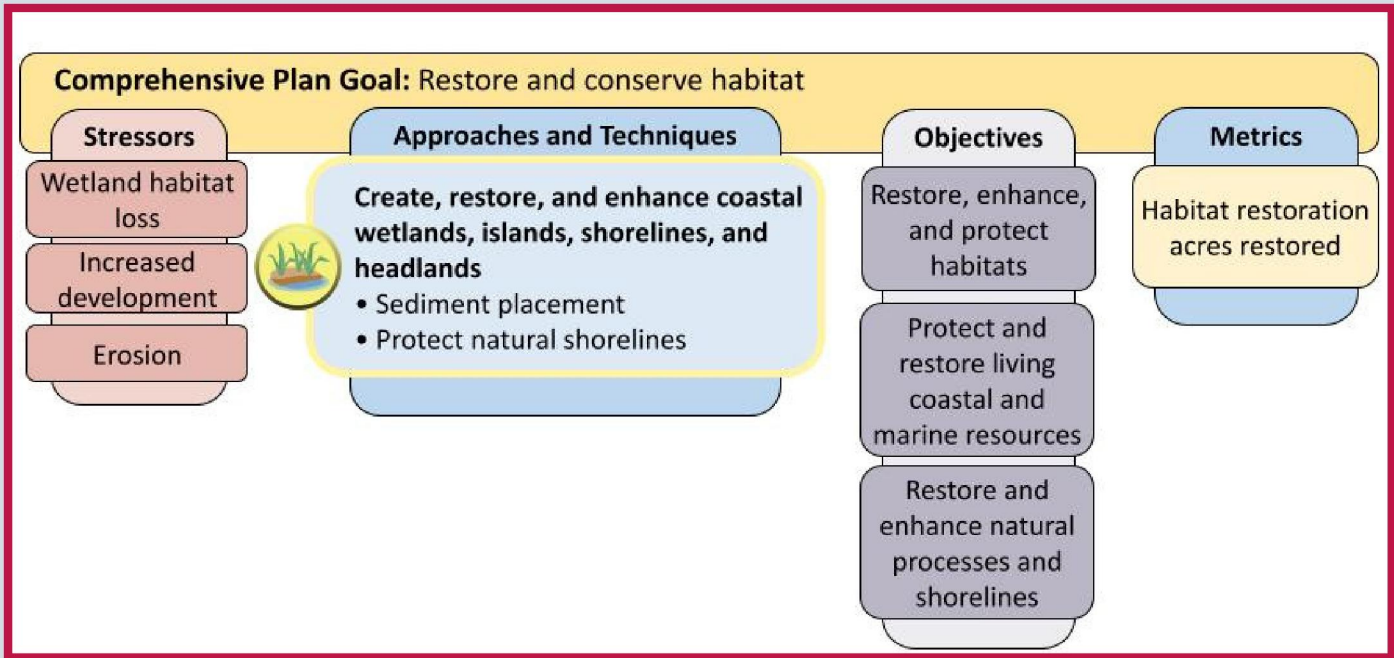 Comprehensive Plan Goal: Restore and conserve habitat
Stressors
Wetland habitat
loss
Increased
development
Erosion
Approaches and Techniques
Create, restore, and enhance coastal
wetlands, islands, shorelines, and
headlands
• Sediment placement
• Protect natural shorelines
Objectives
Restore, enhance,
and protect
habitats
Protect and
restore living
coastal and
marine resources
Restore and
enhance natural
processes and
shorelines
Metrics
Habitat restoration
acres restored